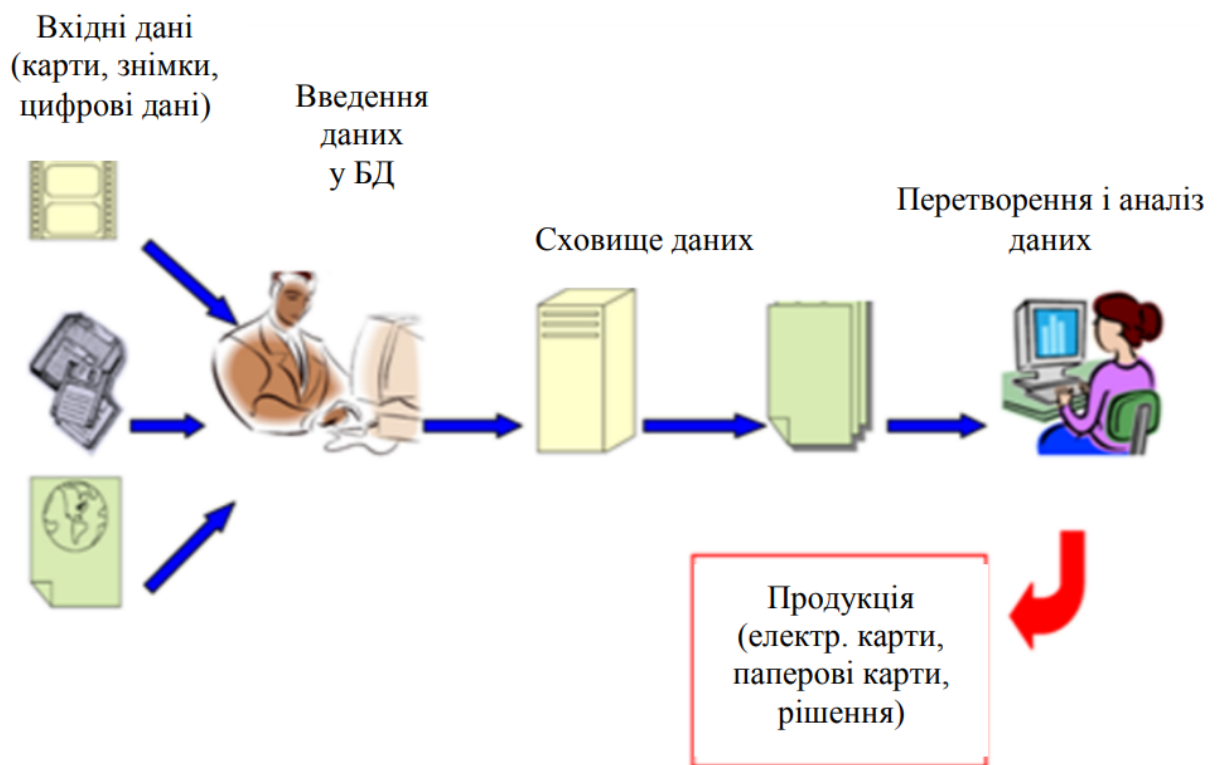 Вхідні дані
(карти, знімки,
цифрові дані)
Введення
даних
у БД
Сховище даних
Перетворення і аналіз
даних
Продукція
(електр. карти,
паперові карти,
рішення)